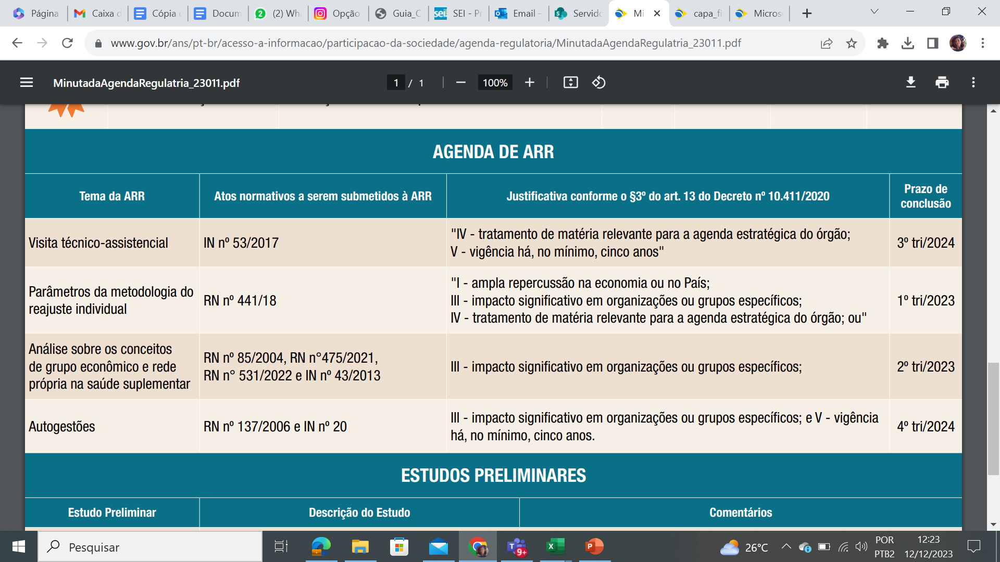 Página
Caixa d
Cópia c
Docum
(2) Wh
Opção
Guia_C
SEI - Pr
Email -
Servido
Mi
capa_fi
Micros
www.gov.br/ans/pt-br/acesso-a-informacao/participacao-da-sociedade/agenda-regulatoria/MinutadaAgendaRegulatria_23011.pdf
MinutadaAgendaRegulatria_23011.pdf
1 / 1
100%
AGENDA DE ARR
Tema da ARR
Atos normativos a serem submetidos à ARR
Justificativa conforme o §3º do art. 13 do Decreto nº 10.411/2020
Prazo de
conclusão
Visita técnico-assistencial
IN nº 53/2017
"IV - tratamento de matéria relevante para a agenda estratégica do órgão;
V - vigência há, no mínimo, cinco anos"
3º tri/2024
Parâmetros da metodologia do
reajuste individual
RN nº 441/18
"I - ampla repercussão na economia ou no País;
III - impacto significativo em organizações ou grupos específicos;
IV - tratamento de matéria relevante para a agenda estratégica do órgão; ou"
1º tri/2023
Análise sobre os conceitos
de grupo econômico e rede
própria na saúde suplementar
RN nº 85/2004, RN n°475/2021,
RN n° 531/2022 e IN nº 43/2013
III - impacto significativo em organizações ou grupos específicos;
2º tri/2023
Autogestões
RN nº 137/2006 e IN nº 20
III - impacto significativo em organizações ou grupos específicos; e V - vigência
há, no mínimo, cinco anos.
4º tri/2024
ESTUDOS PRELIMINARES
Estudo Preliminar
Descrição do Estudo
Comentários
Pesquisar
9+
26°C
POR
PTB2
12:23
12/12/2023